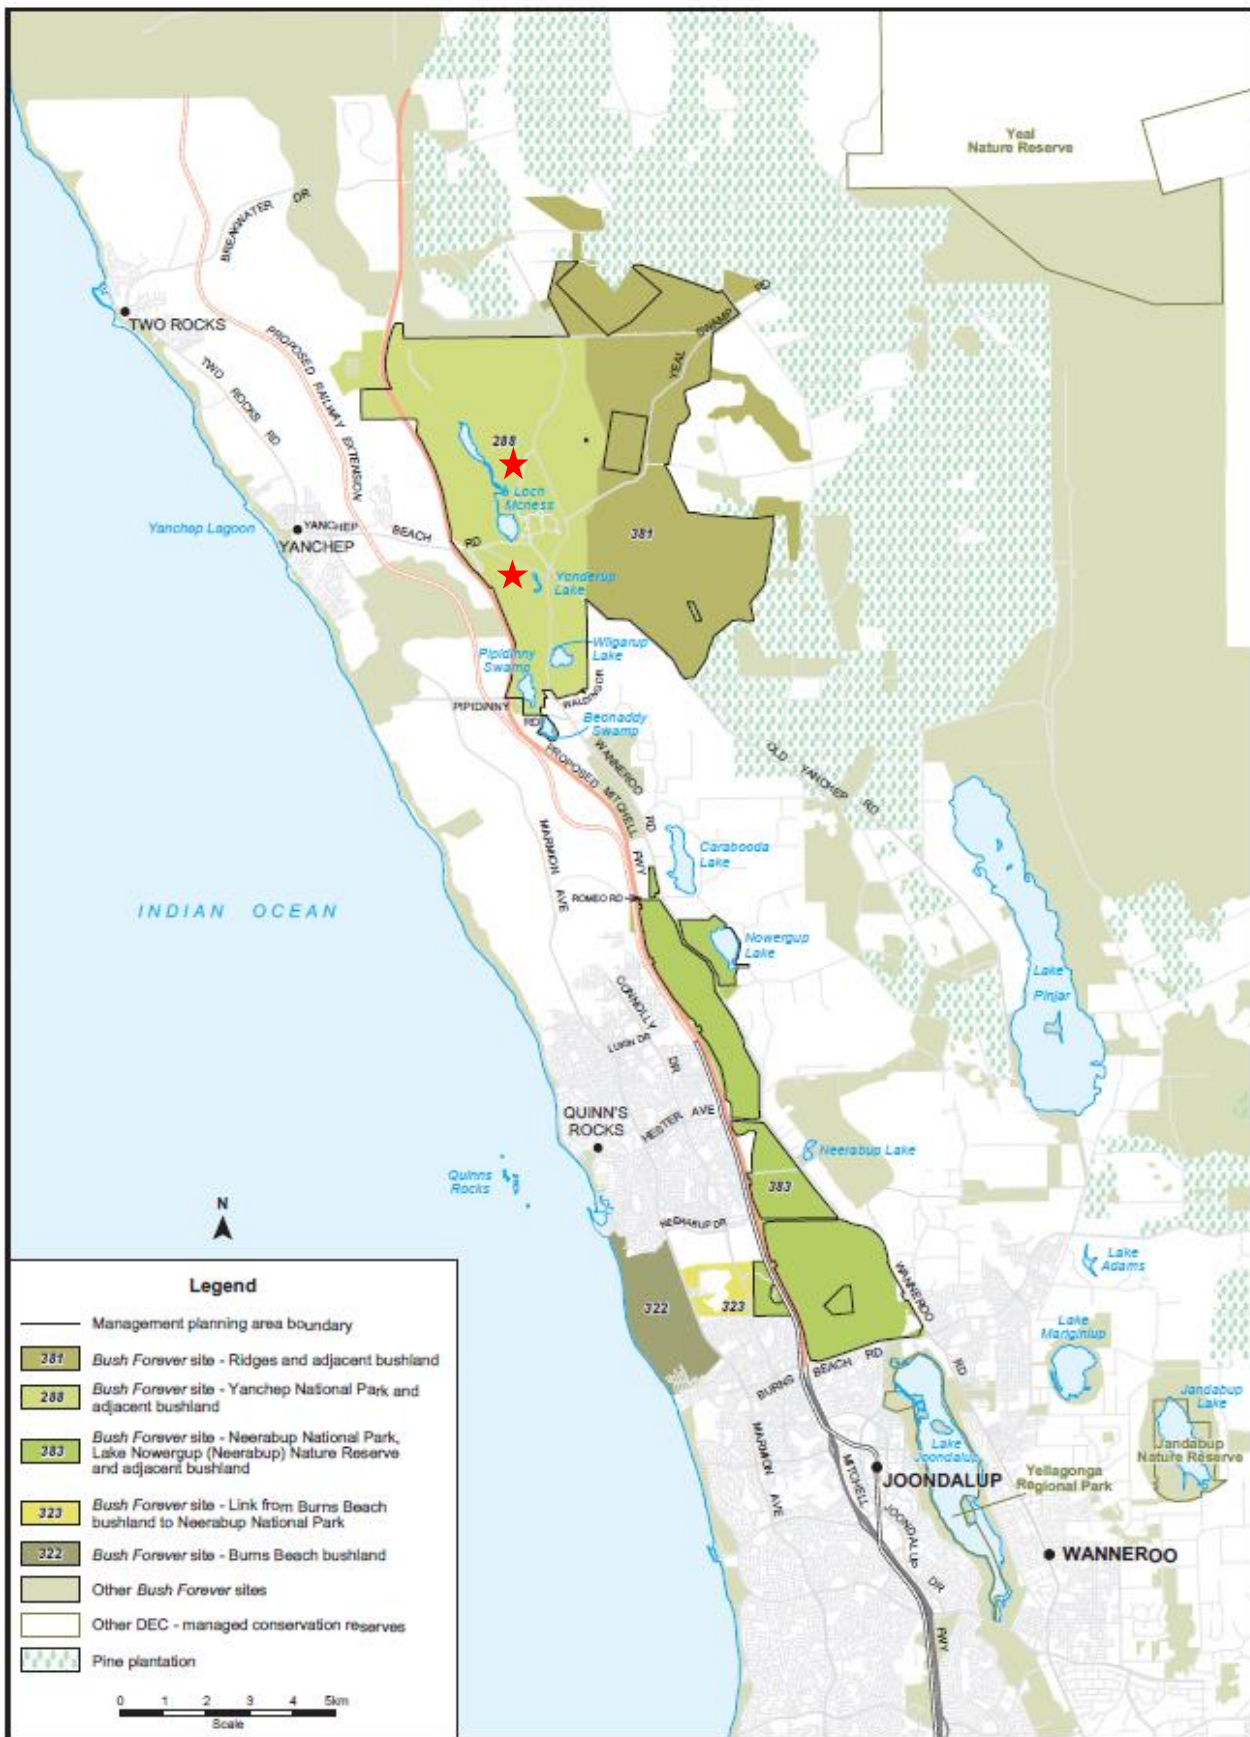 Yeal
Nature Reserve
BREAKWATER DR
TWO ROCKS
PROPOSED RAILWAY EXTENSION
TWO ROCKS RD
YEAL SWAMP RD
288
Loch
Mcness
381
Yanchep Lagoon
YANCHEP
YANCHEP
BEACH RD
Yonderup
Lake
Pipidinny
Swamp
Wilgarup
Lake
PIPIDINNY RD
Beonaddy
Swamp
PROPOSED MITCHELL FWY
WANNEROO RD
OLD YANCHEP RD
MARMION AVE
Carabooda
Lake
ROMEO RD
INDIAN OCEAN
Nowergup
Lake
Lake
Pinjar
CONNOLLY DR
LUKIN DR
QUINN'S
ROCKS
HESTER AVE
Neerabup Lake
Quinns
Rocks
383
NEERABUP DR
N
Lake
Adams
322
323
WANNEROO RD
Lake
Mariginiup
BURNS BEACH RD
Jandabup
Lake
Jandabup
Nature Reserve
MARMION AVE
MITCHELL FWY
Lake
Joondalup
JOONDALUP
Yellagonga
Regional Park
JOONDALUP DR
WANNEROO
Legend
Management planning area boundary
381 Bush Forever site - Ridges and adjacent bushland
288 Bush Forever site - Yanchep National Park and
adjacent bushland
383 Bush Forever site - Neerabup National Park,
Lake Nowergup (Neerabup) Nature Reserve
and adjacent bushland
323 Bush Forever site - Link from Burns Beach
bushland to Neerabup National Park
322 Bush Forever site - Burns Beach bushland
Other Bush Forever sites
Other DEC - managed conservation reserves
Pine plantation
0 1 2 3 4 5km
Scale